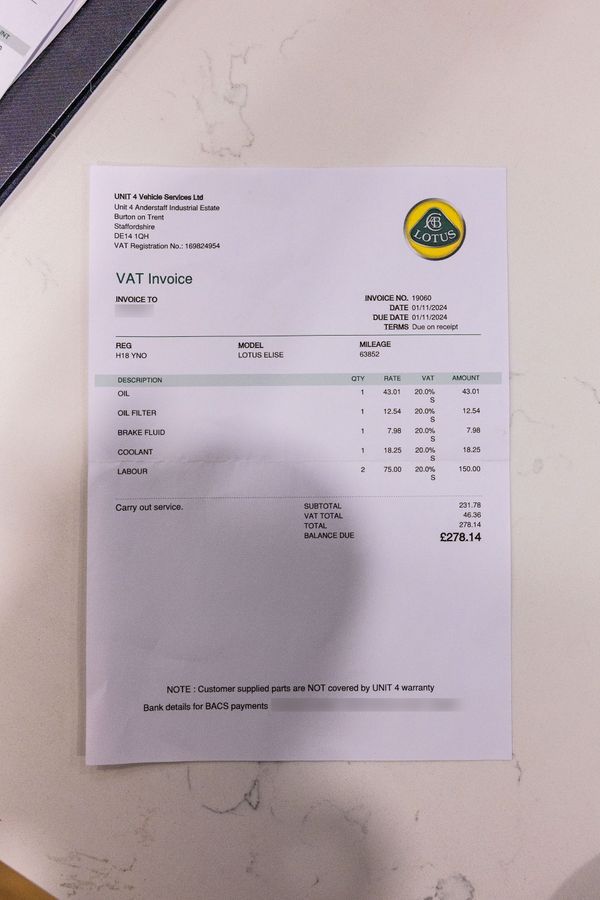 NT
UNIT 4 Vehicle Services Ltd
Unit 4 Anderstaff Industrial Estate
Burton on Trent
Staffordshire
DE14 1QH
VAT Registration No.: 169824954
LOTUS
VAT Invoice
INVOICE TO
INVOICE NO. 19060
DATE 01/11/2024
DUE DATE 01/11/2024
TERMS Due on receipt
REG MODEL MILEAGE
H18 YNO LOTUS ELISE 63852
DESCRIPTION QTY RATE VAT AMOUNT
OIL 1 43.01 20.0% S 43.01
OIL FILTER 1 12.54 20.0% S 12.54
BRAKE FLUID 1 7.98 20.0% S 7.98
COOLANT 1 18.25 20.0% S 18.25
LABOUR 2 75.00 20.0% S 150.00
Carry out service.
SUBTOTAL 231.78
VAT TOTAL 46.36
TOTAL 278.14
BALANCE DUE £278.14
NOTE : Customer supplied parts are NOT covered by UNIT 4 warranty
Bank details for BACS payments